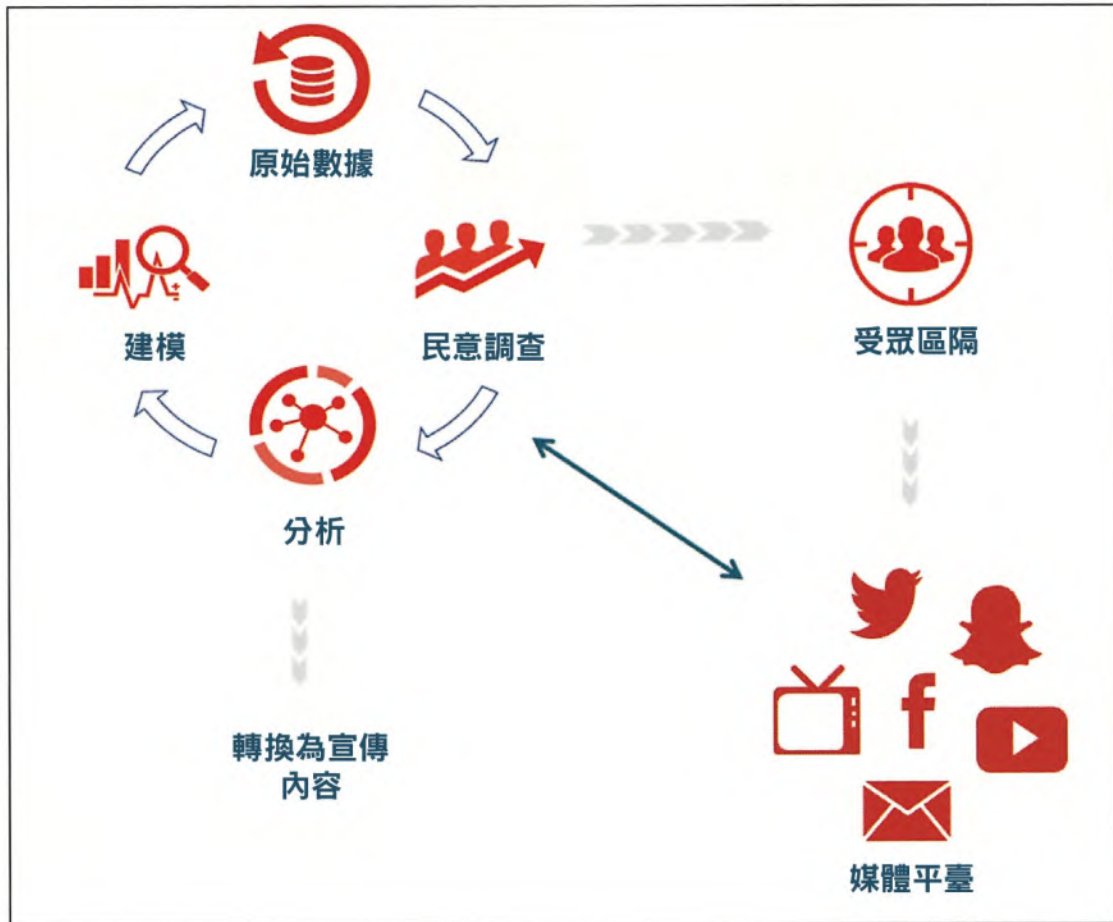 原始數據
建模
民意調查
受眾區隔
分析
轉換為宣傳
內容
媒體平臺